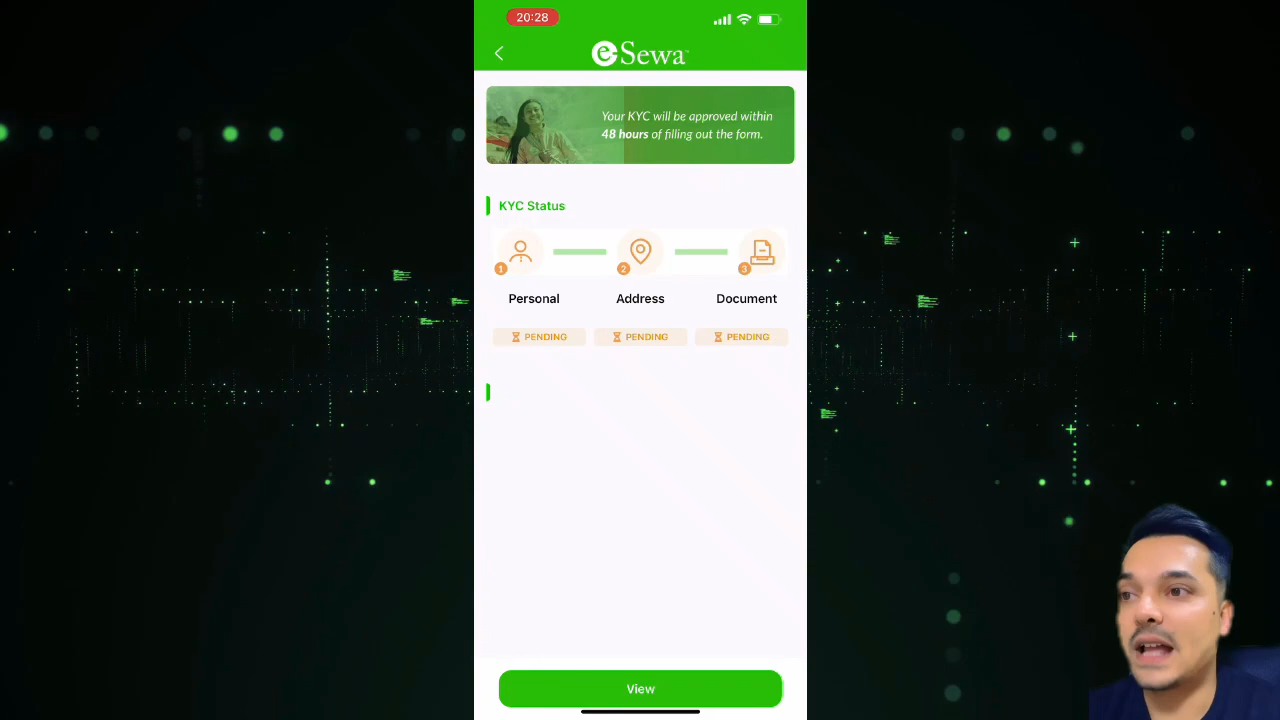 20:28
eSewa™
Your KYC will be approved within
48 hours of filling out the form.
KYC Status
1
2
3
Personal
Address
Document
PENDING
PENDING
PENDING
View